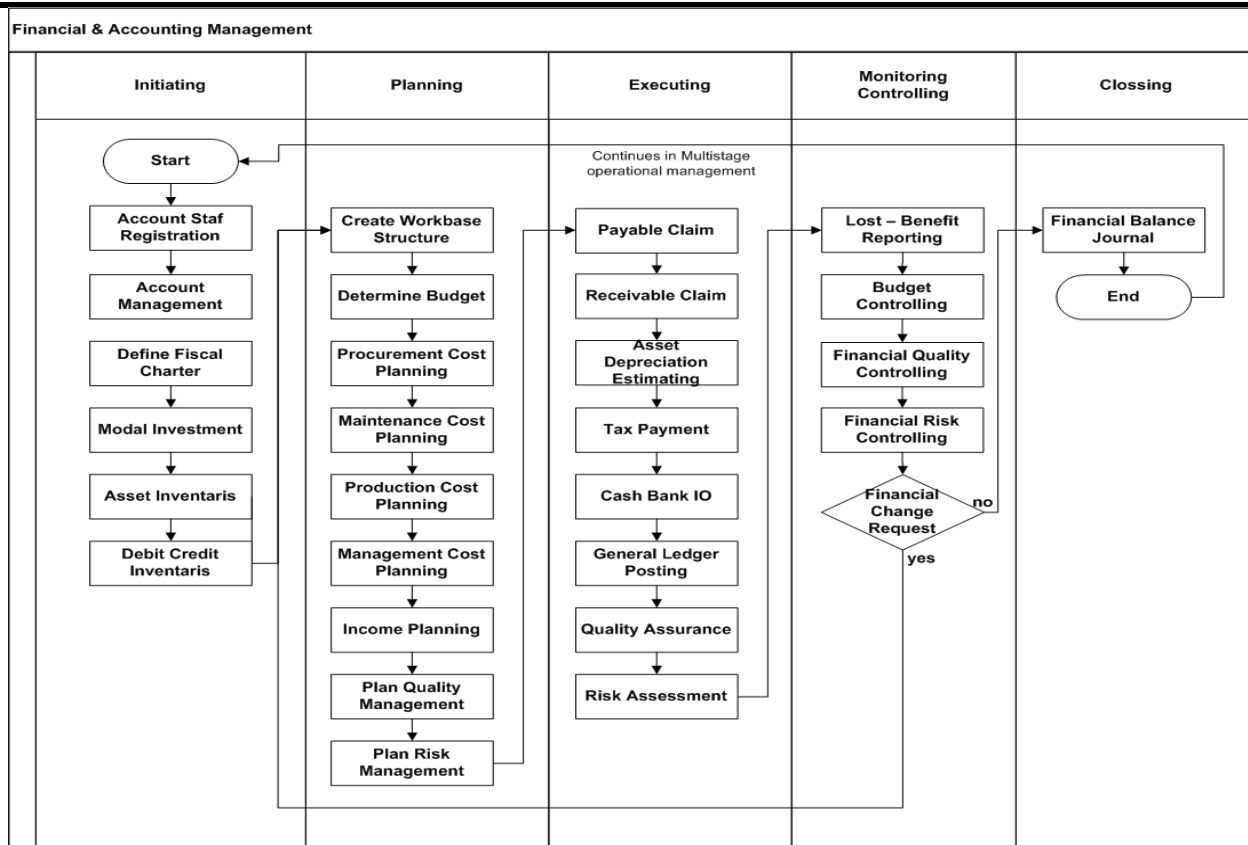 Financial & Accounting Management
Initiating
Planning
Executing
Monitoring
Controlling
Clossing
Start
Account Staf
Registration
Account
Management
Define Fiscal
Charter
Modal Investment
Asset Inventaris
Debit Credit
Inventaris
Create Workbase
Structure
Determine Budget
Procurement Cost
Planning
Maintenance Cost
Planning
Production Cost
Planning
Management Cost
Planning
Income Planning
Plan Quality
Management
Plan Risk
Management
Continues in Multistage
operational management
Payable Claim
Receivable Claim
Asset
Depreciation
Estimating
Tax Payment
Cash Bank IO
General Ledger
Posting
Quality Assurance
Risk Assessment
Lost – Benefit
Reporting
Budget
Controlling
Financial Quality
Controlling
Financial Risk
Controlling
Financial
Change
Request
no
yes
Financial Balance
Journal
End